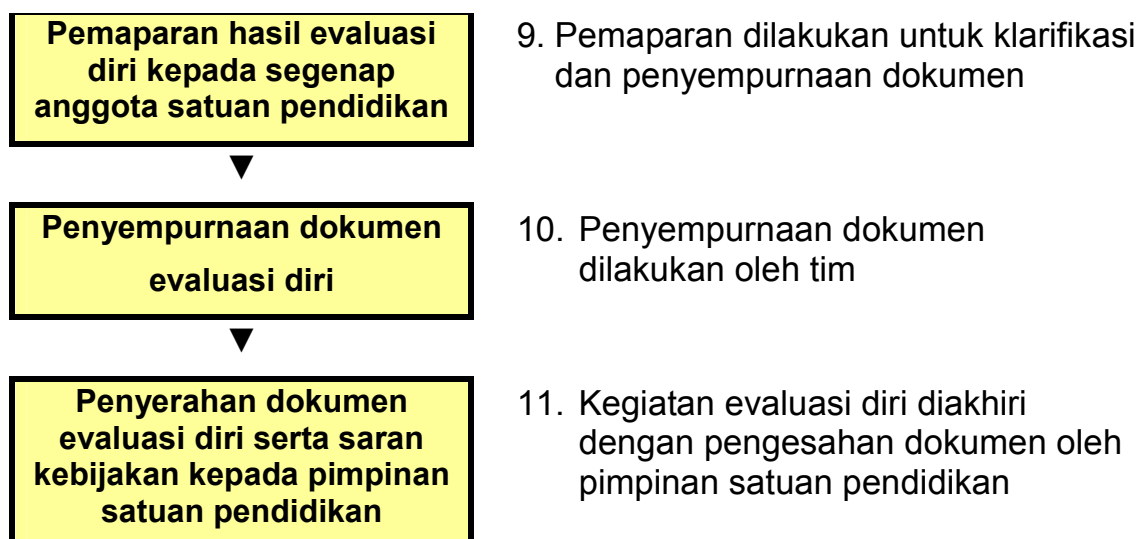 Pemaparan hasil evaluasi
diri kepada segenap
anggota satuan pendidikan
9. Pemaparan dilakukan untuk klarifikasi
dan penyempurnaan dokumen
▼
Penyempurnaan dokumen
evaluasi diri
10. Penyempurnaan dokumen
dilakukan oleh tim
▼
Penyerahan dokumen
evaluasi diri serta saran
kebijakan kepada pimpinan
satuan pendidikan
11. Kegiatan evaluasi diri diakhiri
dengan pengesahan dokumen oleh
pimpinan satuan pendidikan